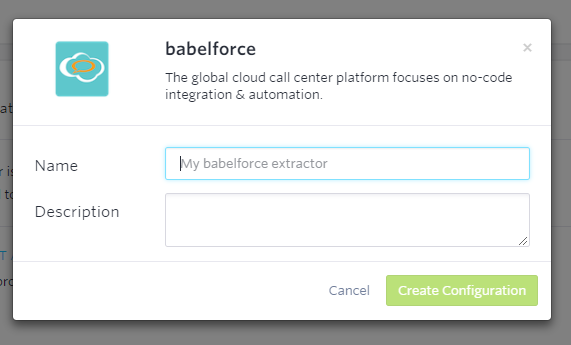 babelforce
×
The global cloud call center platform focuses on no-code
integration & automation.
Name
My babelforce extractor
Description
Cancel
Create Configuration